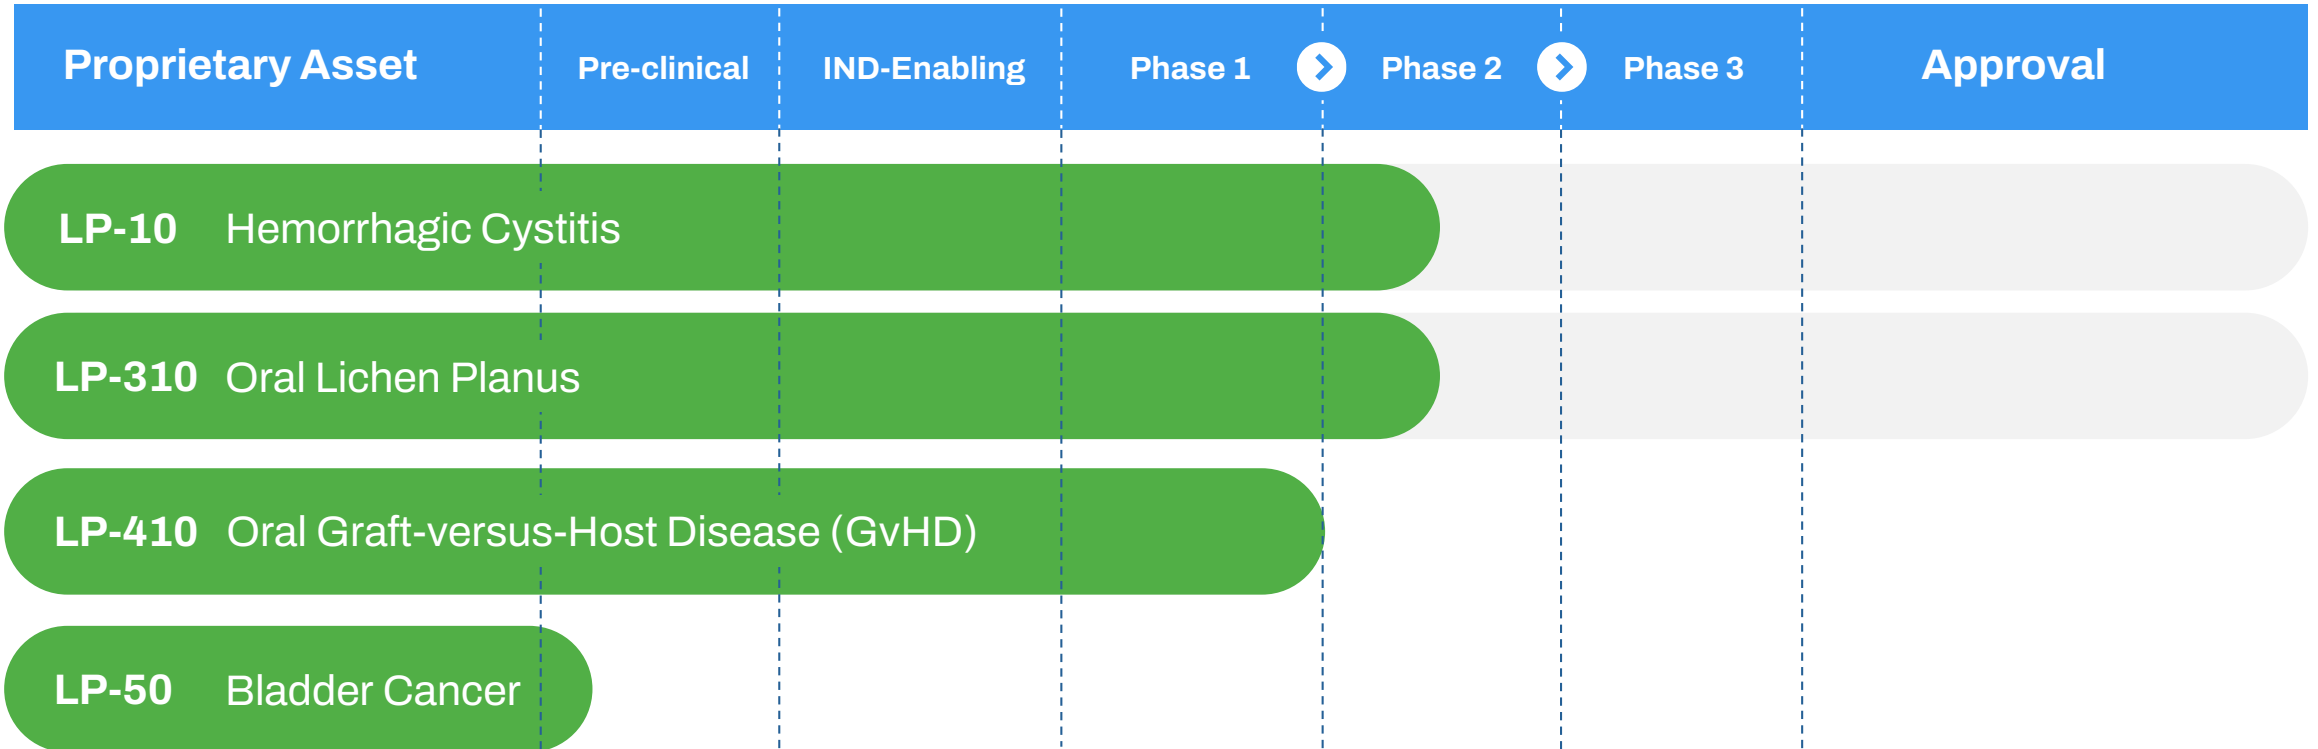 Proprietary Asset Pre-clinical IND-Enabling Phase 1 Phase 2 Phase 3 Approval
LP-10 Hemorrhagic Cystitis
LP-310 Oral Lichen Planus
LP-410 Oral Graft-versus-Host Disease (GvHD)
LP-50 Bladder Cancer